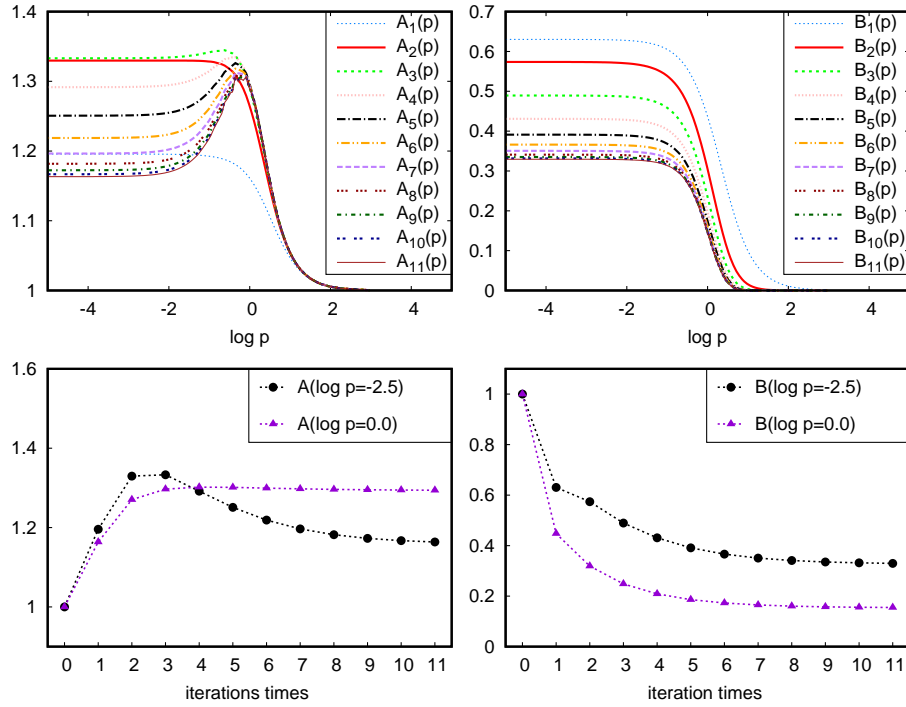 1.4
1.3
1.2
1.1
1
-4
-2
0
2
4
log p
A1(p)
A2(p)
A3(p)
A4(p)
A5(p)
A6(p)
A7(p)
A8(p)
A9(p)
A10(p)
A11(p)
0.7
0.6
0.5
0.4
0.3
0.2
0.1
0
-4
-2
0
2
4
log p
B1(p)
B2(p)
B3(p)
B4(p)
B5(p)
B6(p)
B7(p)
B8(p)
B9(p)
B10(p)
B11(p)
1.6
1.4
1.2
1
0 1 2 3 4 5 6 7 8 9 10 11
iterations times
A(log p=-2.5)
A(log p=0.0)
1
0.8
0.6
0.4
0.2
0
0 1 2 3 4 5 6 7 8 9 10 11
iteration times
B(log p=-2.5)
B(log p=0.0)